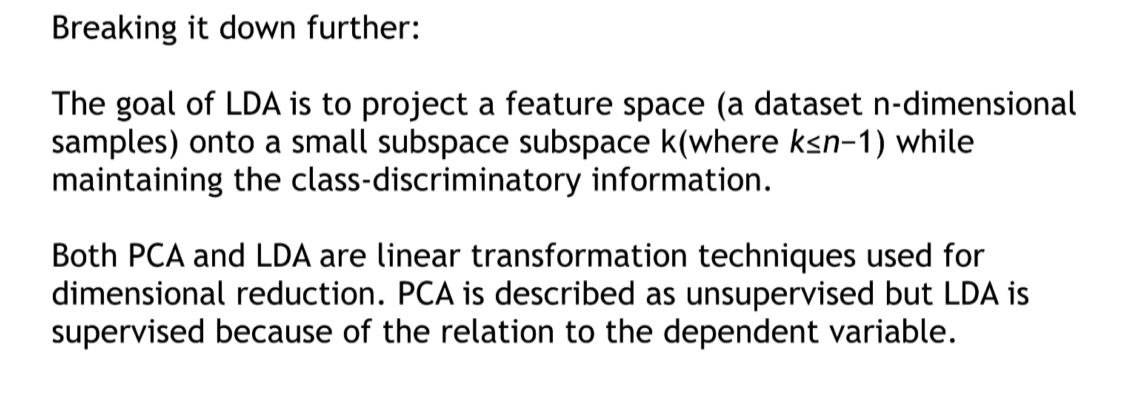 Breaking it down further:
The goal of LDA is to project a feature space (a dataset n-dimensional
samples) onto a small subspace subspace k(where k≤n−1) while
maintaining the class-discriminatory information.
Both PCA and LDA are linear transformation techniques used for
dimensional reduction. PCA is described as unsupervised but LDA is
supervised because of the relation to the dependent variable.